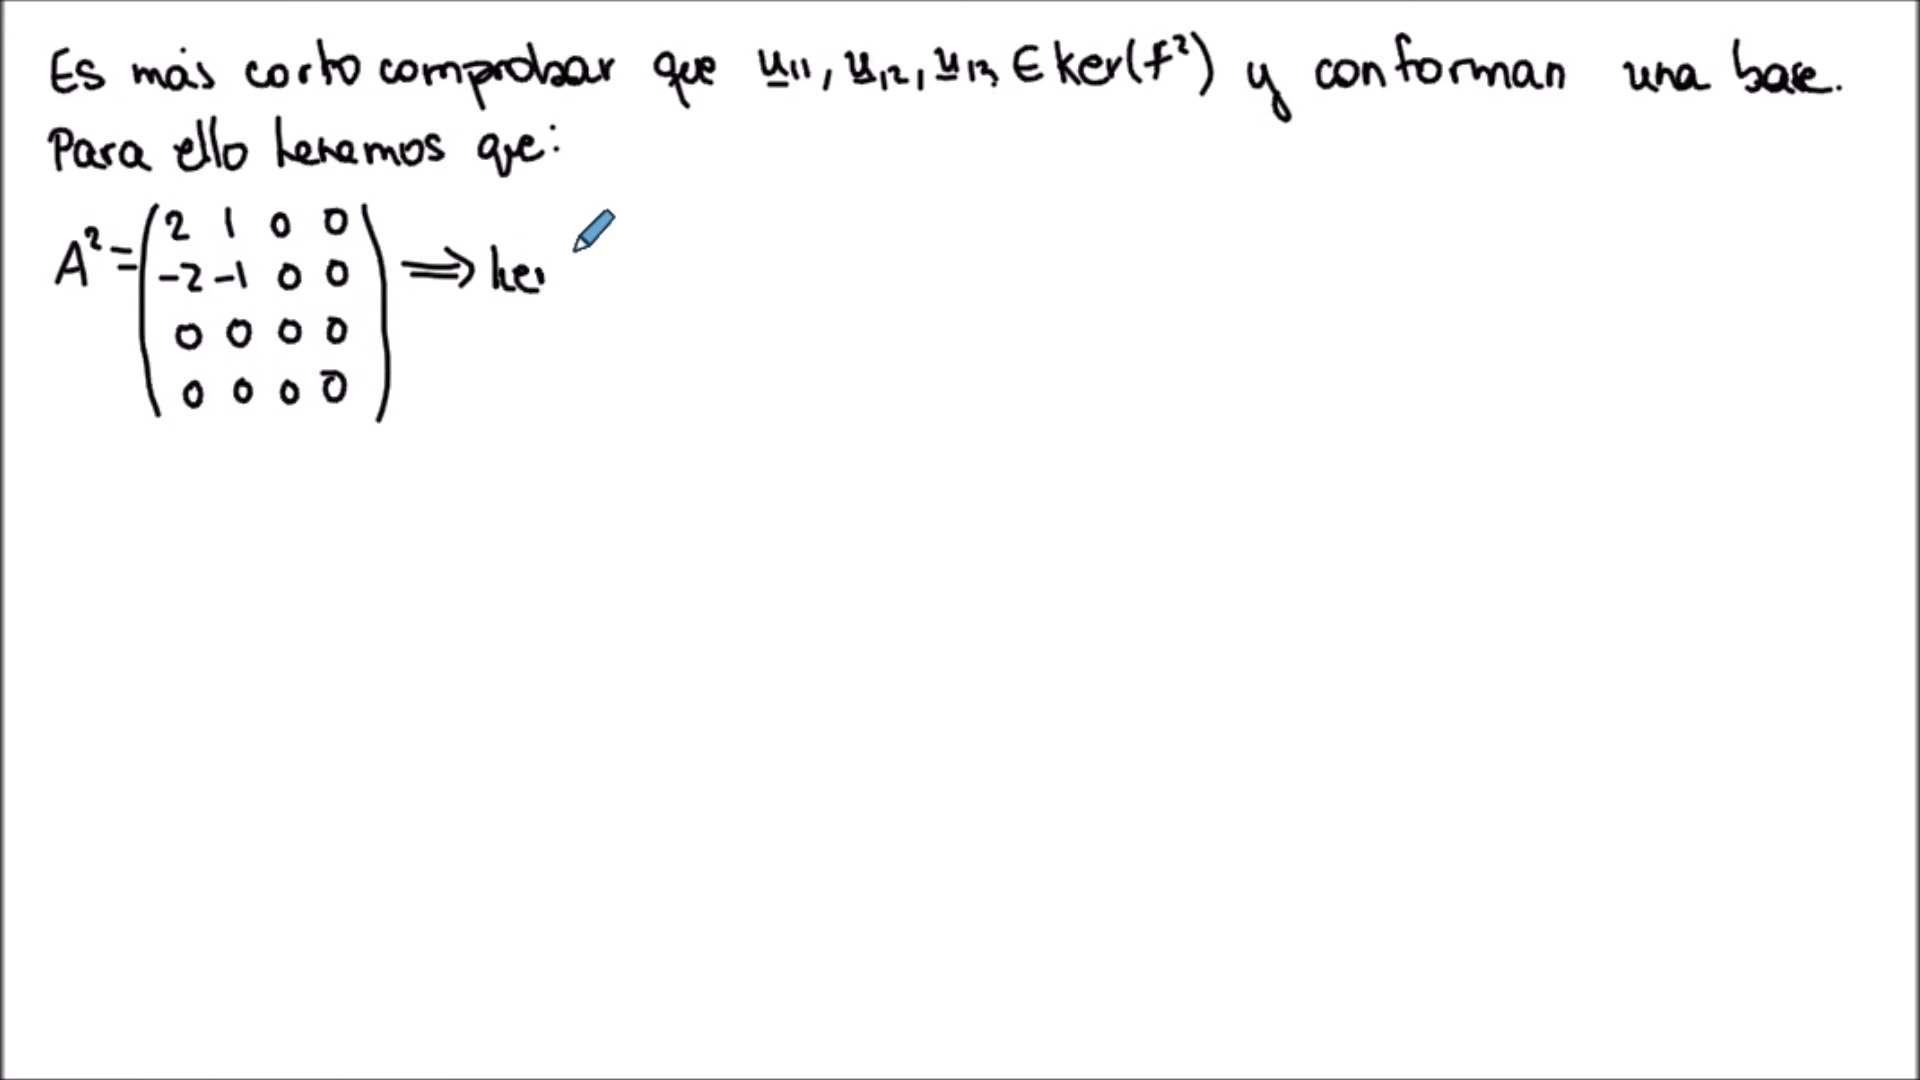 Es más corto comprobar que u11, u12, u13 ∈ ker(f²) y conforman una base.
Para ello tenemos que:
A² = ( 2 1 0 0
-2 -1 0 0
0 0 0 0
0 0 0 0 ) ⟹ ker